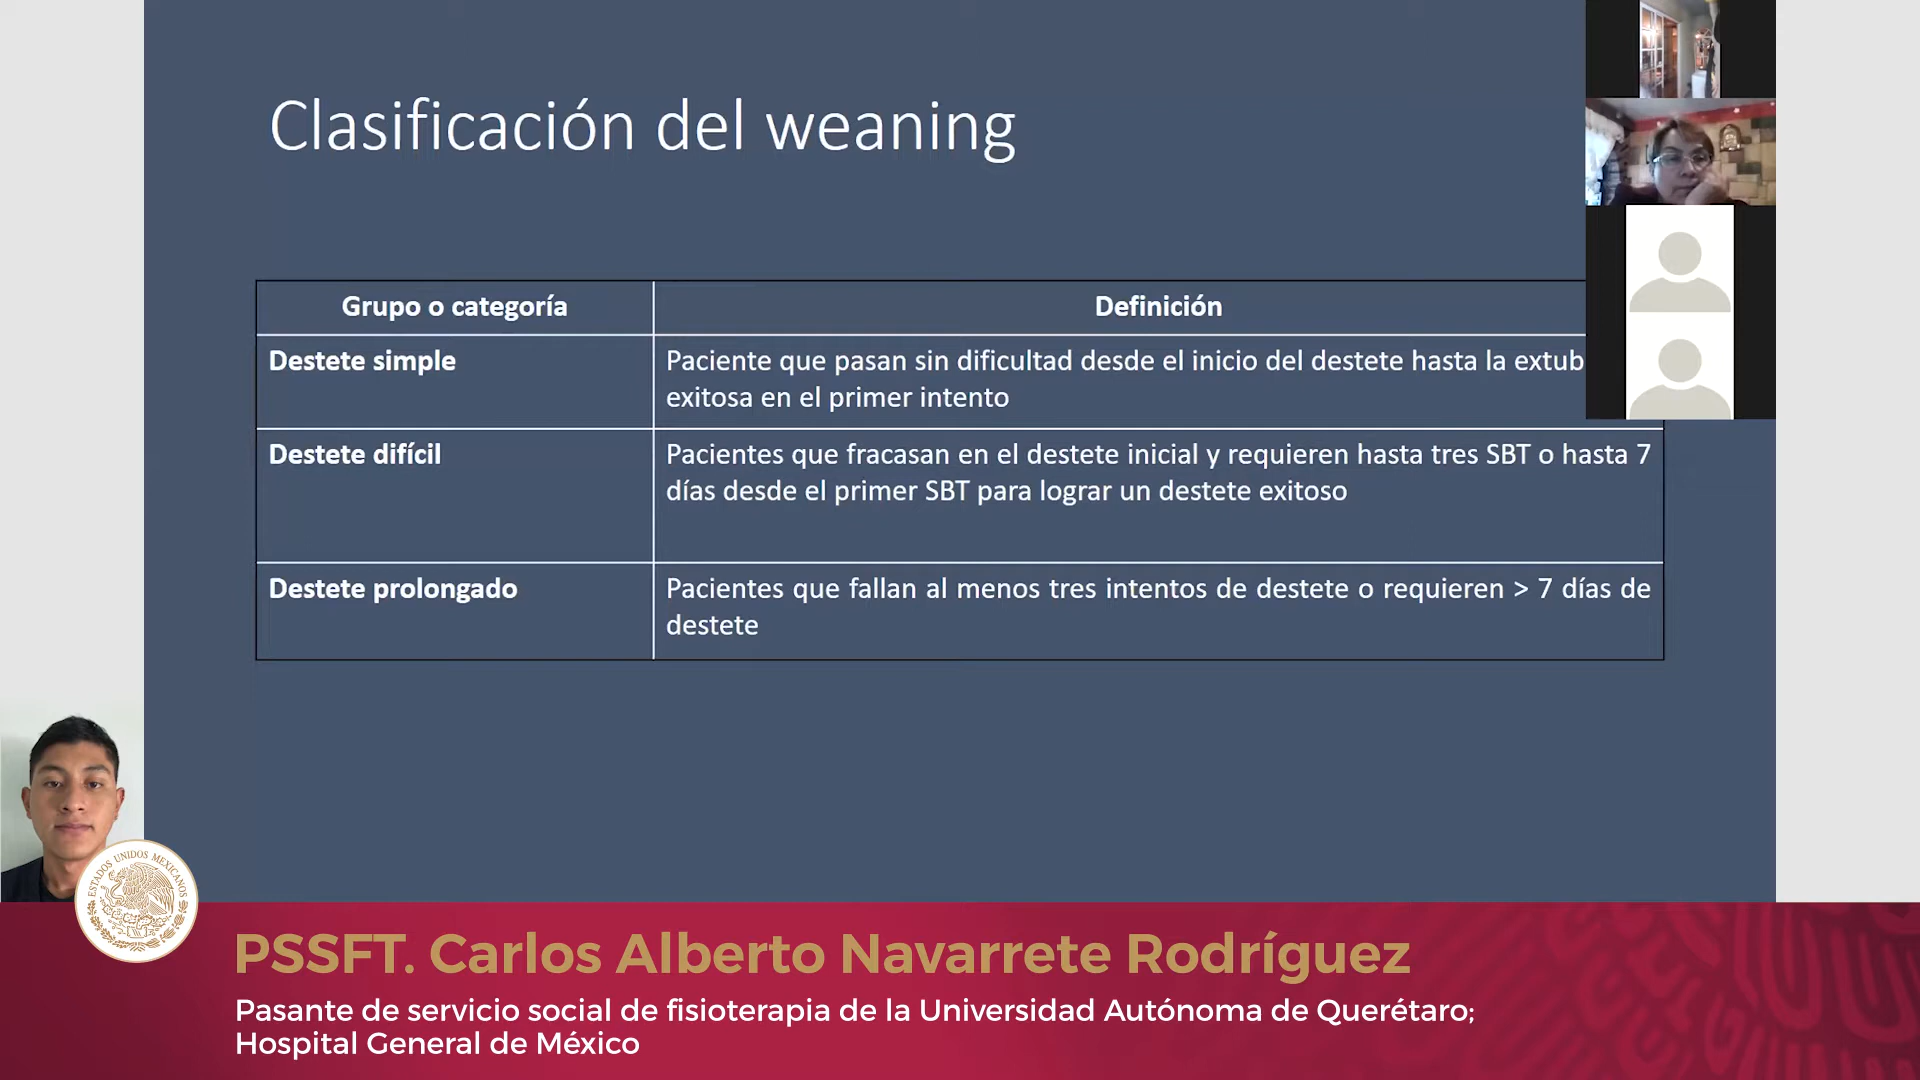 Clasificación del weaning
Grupo o categoría
Definición
Destete simple
Paciente que pasan sin dificultad desde el inicio del destete hasta la extub
exitosa en el primer intento
Destete difícil
Pacientes que fracasan en el destete inicial y requieren hasta tres SBT o hasta 7
días desde el primer SBT para lograr un destete exitoso
Destete prolongado
Pacientes que fallan al menos tres intentos de destete o requieren > 7 días de
destete
ESTADOS UNIDOS MEXICANOS
PSSFT. Carlos Alberto Navarrete Rodríguez
Pasante de servicio social de fisioterapia de la Universidad Autónoma de Querétaro;
Hospital General de México